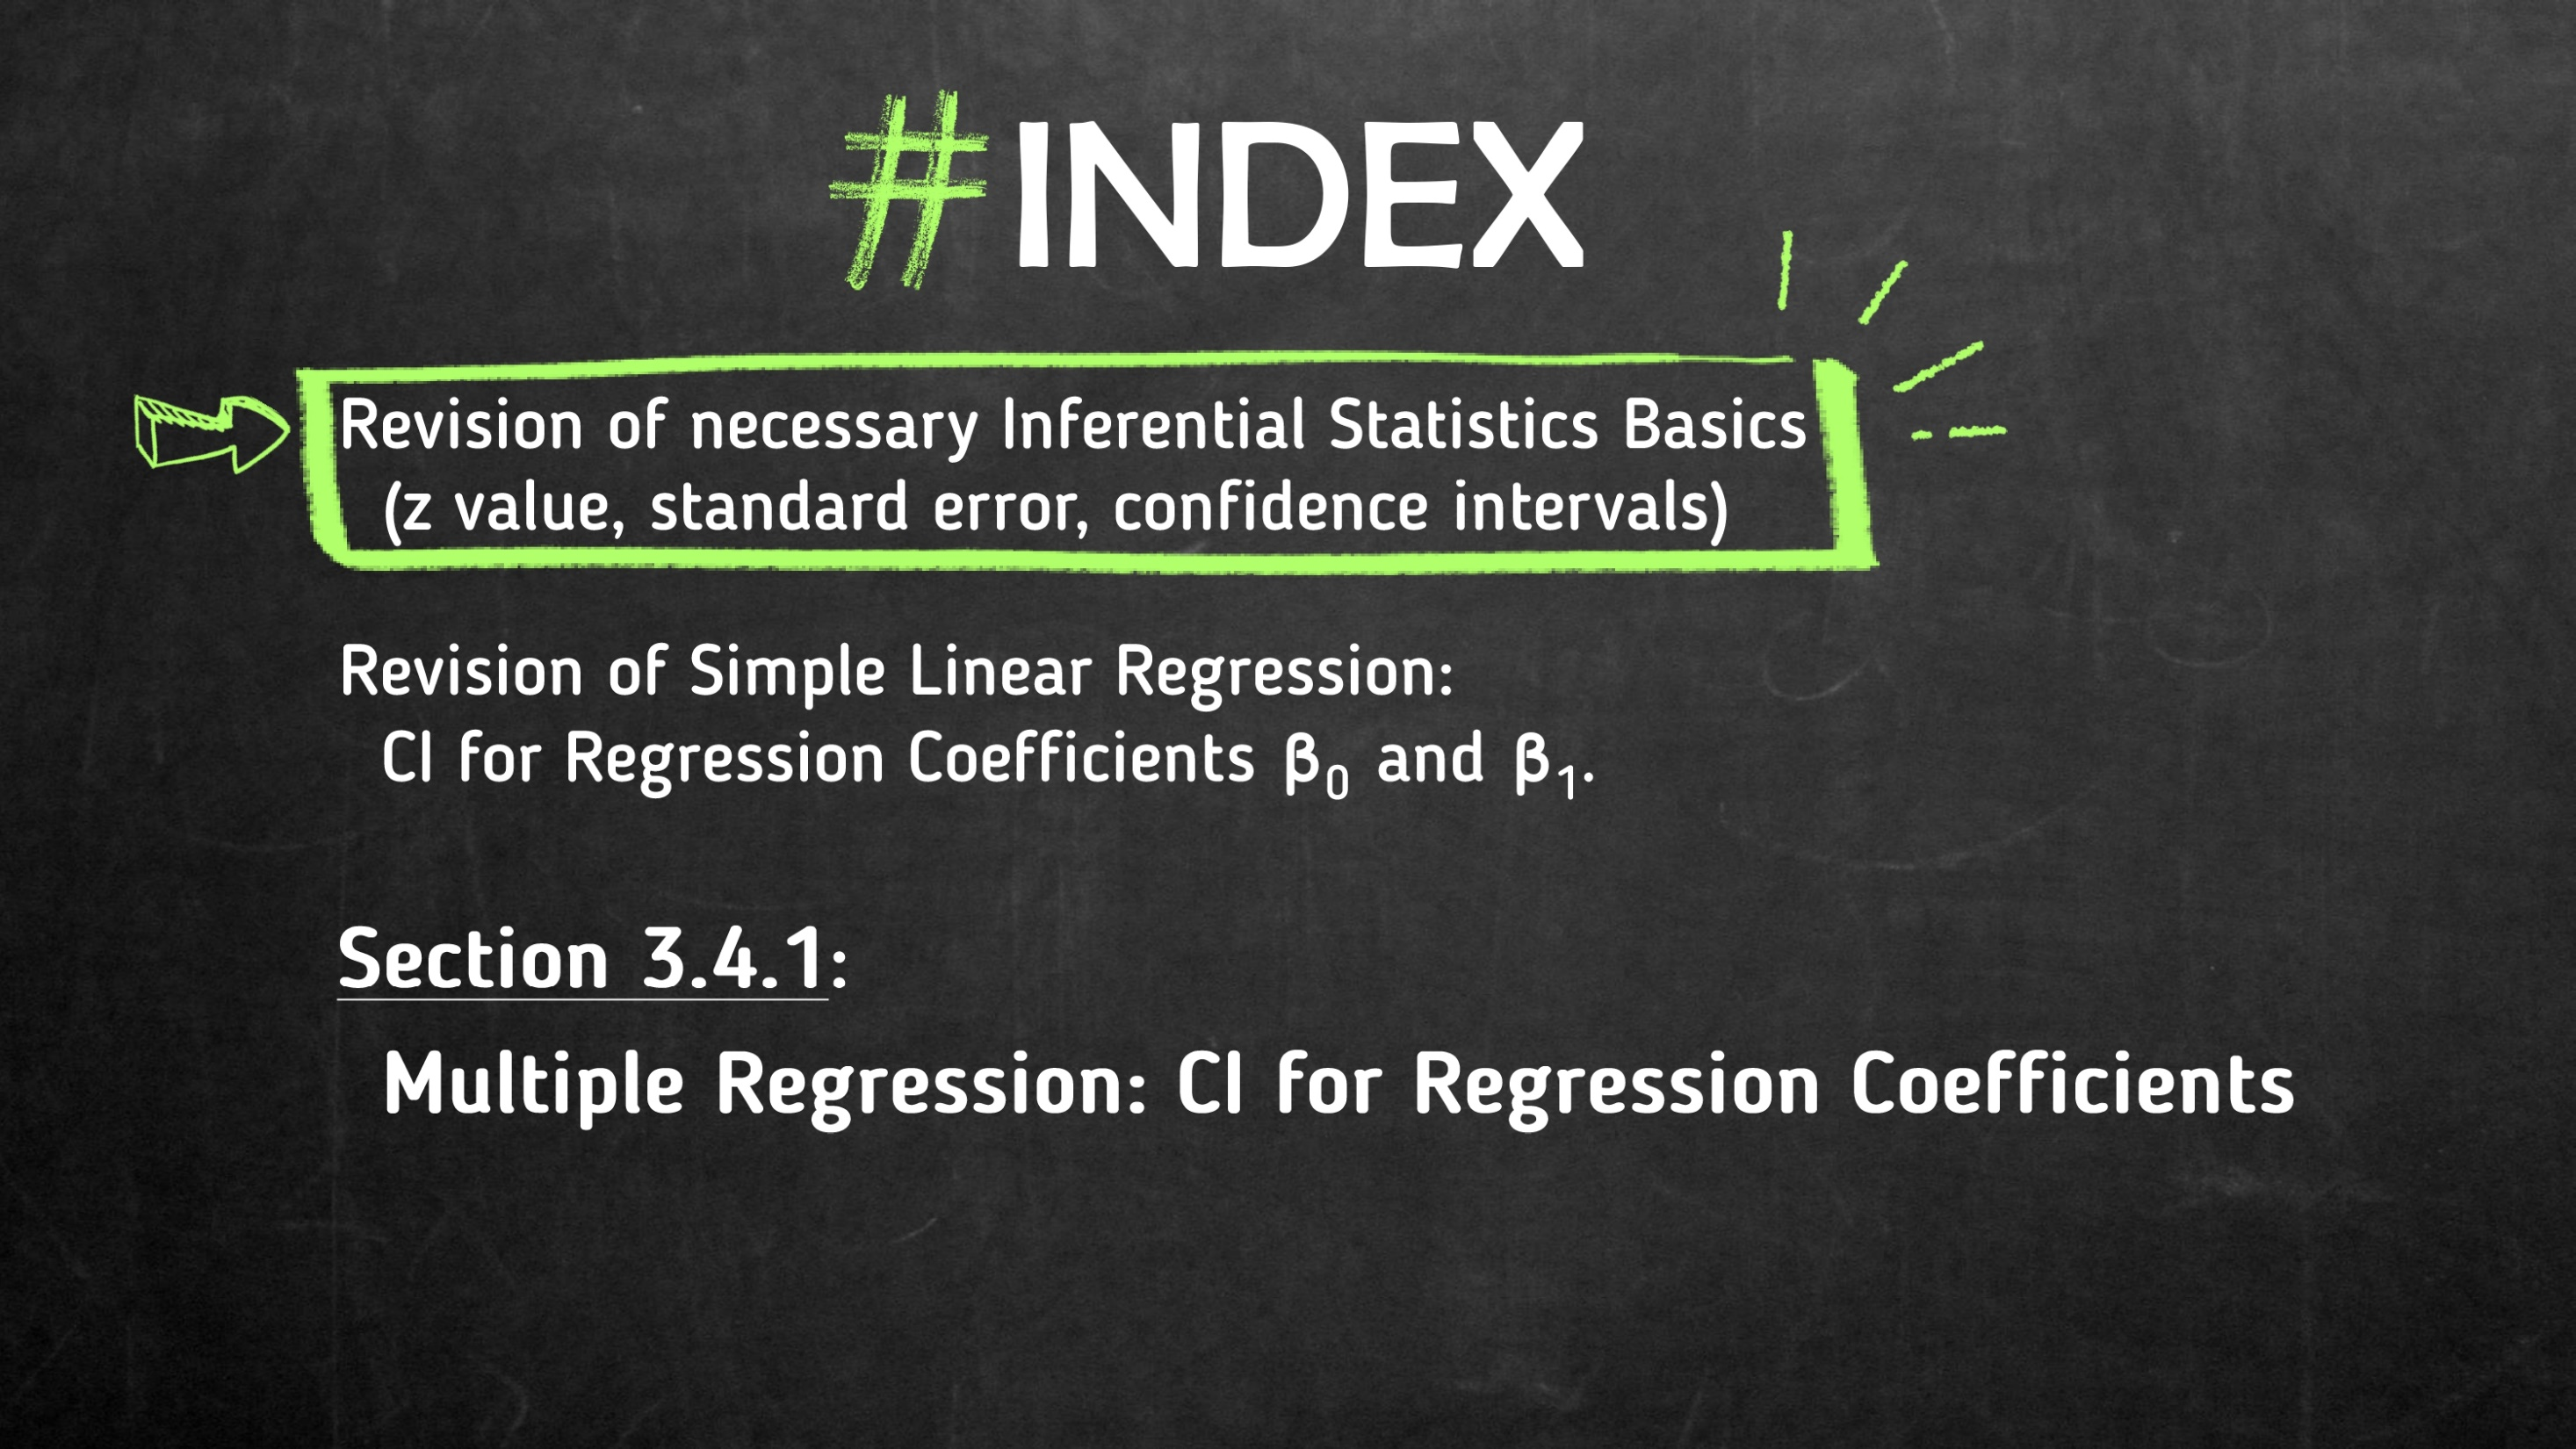 #INDEX
Revision of necessary Inferential Statistics Basics
(z value, standard error, confidence intervals)
Revision of Simple Linear Regression:
CI for Regression Coefficients β₀ and β₁.
Section 3.4.1:
Multiple Regression: CI for Regression Coefficients